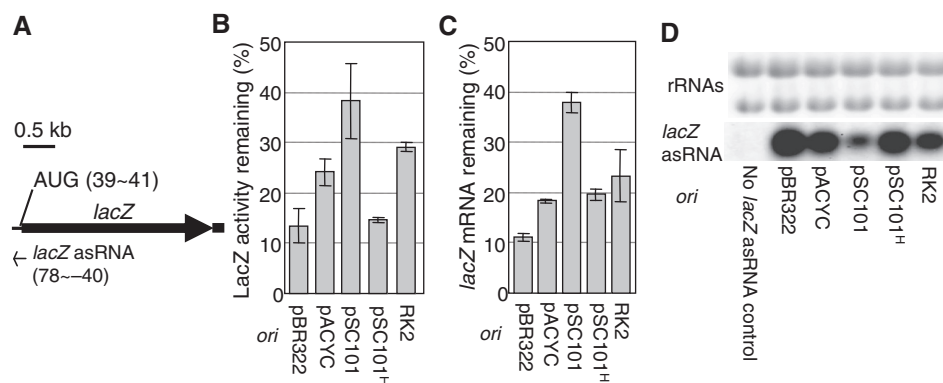 A
0.5 kb
AUG (39~41)
lacZ
lacZ asRNA
(78~–40)
B
LacZ activity remaining (%)
50
40
30
20
10
0
ori
pBR322
pACYC
pSC101
pSC101H
RK2
C
lacZ mRNA remaining (%)
50
40
30
20
10
0
ori
pBR322
pACYC
pSC101
pSC101H
RK2
D
rRNAs
lacZ
asRNA
ori
No lacZ asRNA control
pBR322
pACYC
pSC101
pSC101H
RK2